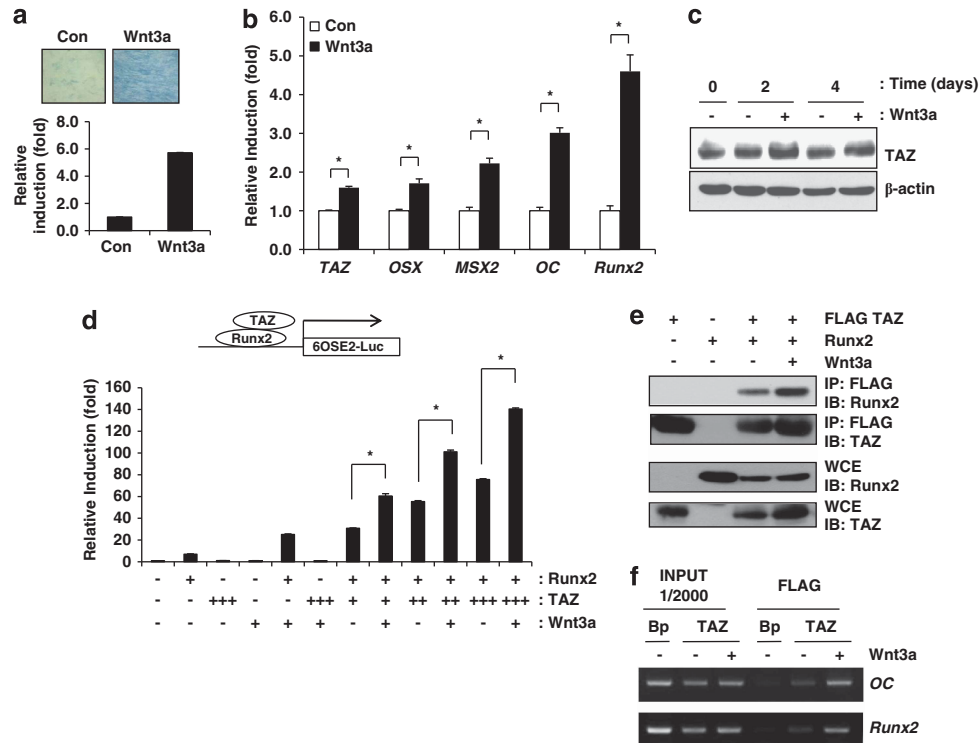 a
Con Wnt3a
Relative induction (fold)
8.0
6.0
4.0
2.0
0.0
Con Wnt3a
b
Relative Induction (fold)
6.0
5.0
4.0
3.0
2.0
1.0
0.0
Con
Wnt3a
* * * * *
TAZ OSX MSX2 OC Runx2
c
0 2 4 : Time (days)
- - + - + : Wnt3a
TAZ
β-actin
d
TAZ
Runx2
6OSE2-Luc
Relative Induction (fold)
160
140
120
100
80
60
40
20
0
* * *
- + - - + - + + + + + + : Runx2
- - +++ - - +++ + + ++ ++ +++ +++ : TAZ
- - - + + + - + - + - + : Wnt3a
e
+ - + + FLAG TAZ
- + + + Runx2
- - - + Wnt3a
IP: FLAG
IB: Runx2
IP: FLAG
IB: TAZ
WCE
IB: Runx2
WCE
IB: TAZ
f
INPUT
1/2000
FLAG
Bp TAZ Bp TAZ
- - + - - + Wnt3a
OC
Runx2